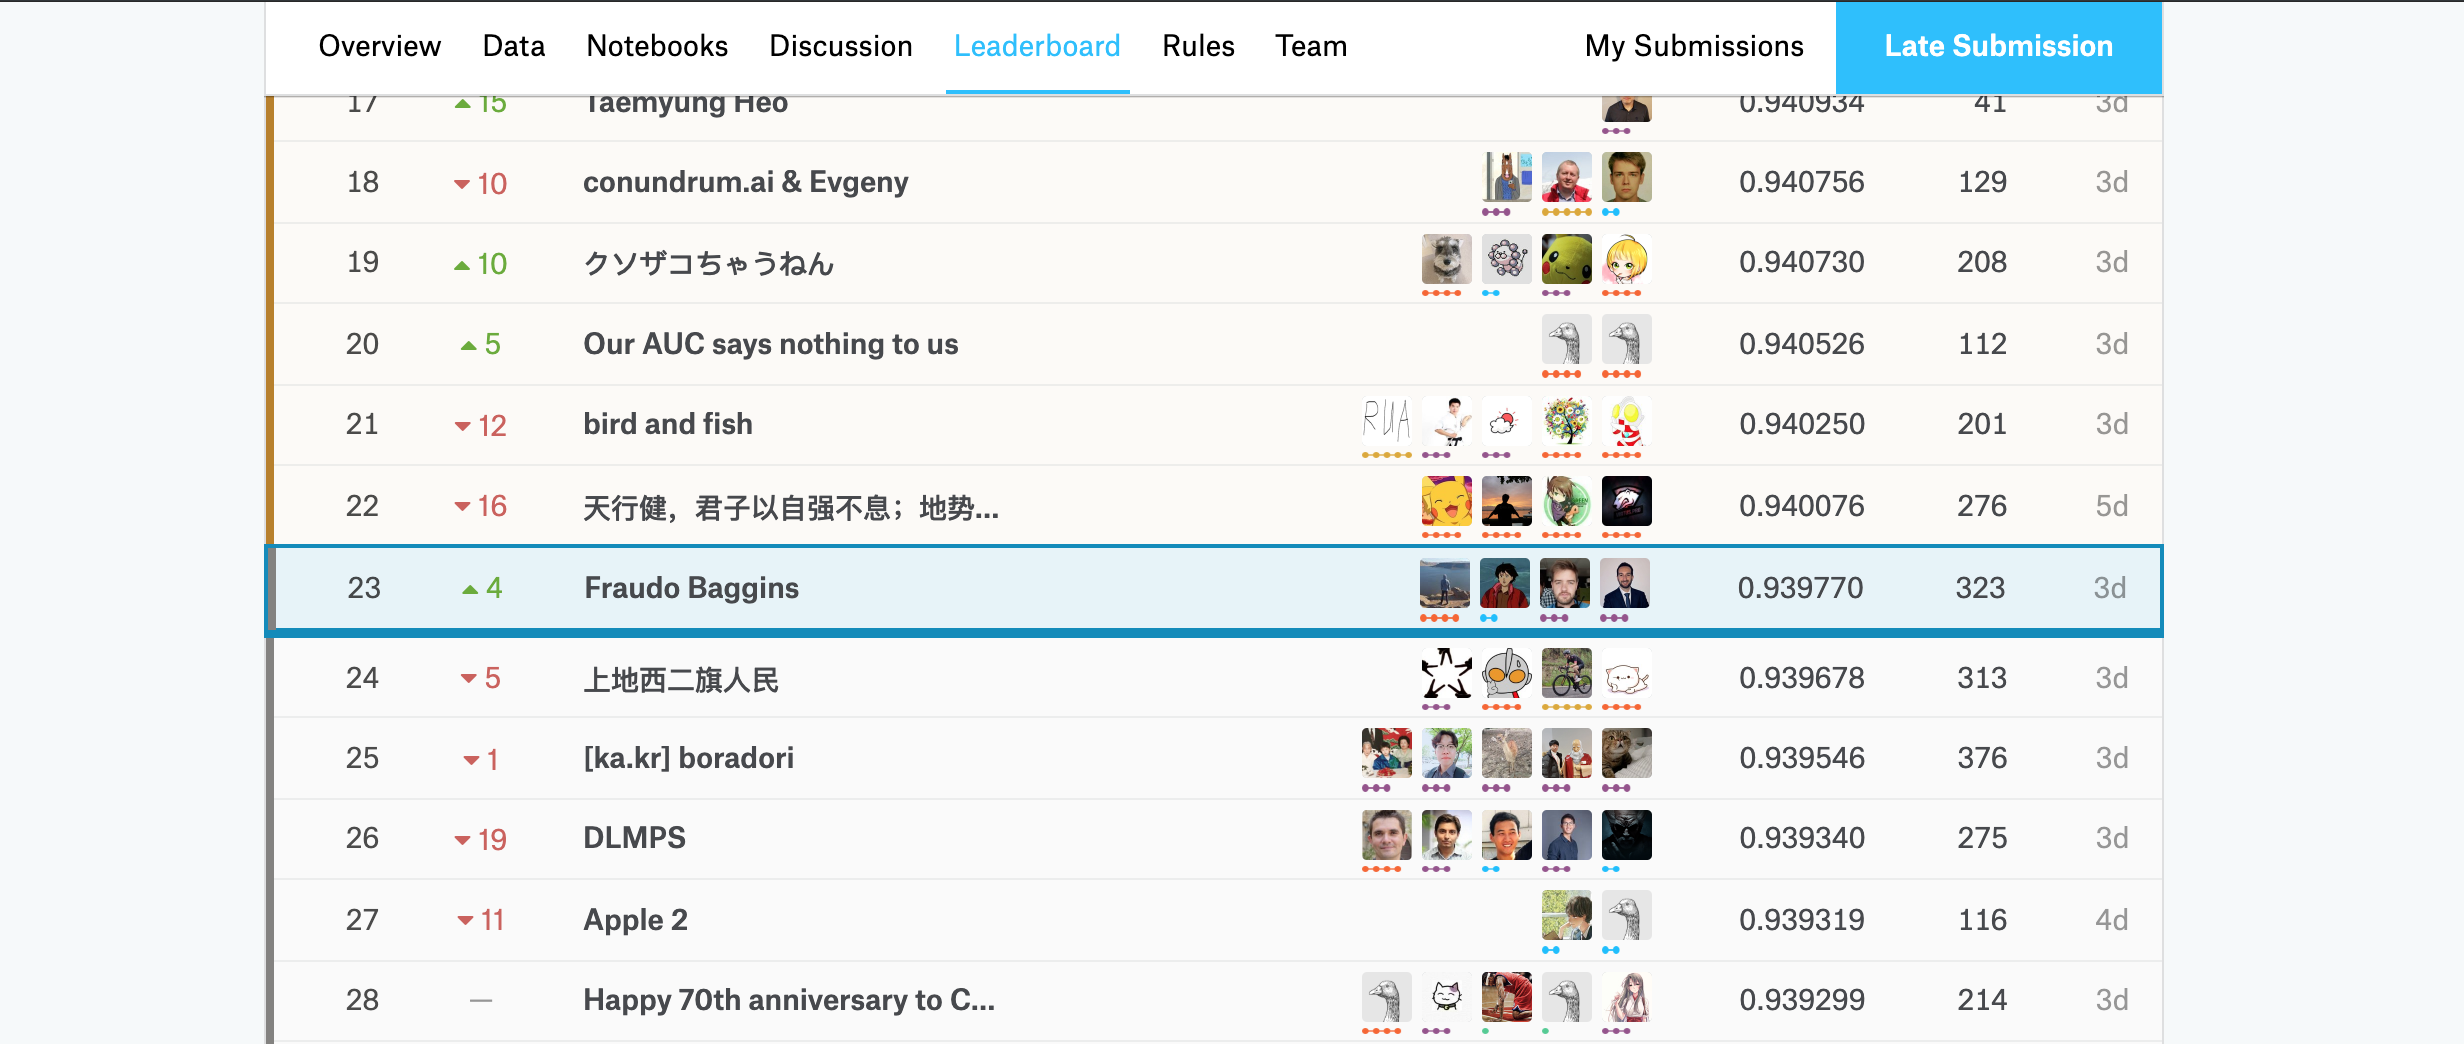 Overview Data Notebooks Discussion Leaderboard Rules Team My Submissions Late Submission
17 15 Taemyung Heo 0.940934 41 3d
18 10 conundrum.ai & Evgeny 0.940756 129 3d
19 10 クソザコちゃうねん 0.940730 208 3d
20 5 Our AUC says nothing to us 0.940526 112 3d
21 12 bird and fish RUA 0.940250 201 3d
22 16 天行健，君子以自强不息；地势... 0.940076 276 5d
23 4 Fraudo Baggins 0.939770 323 3d
24 5 上地西二旗人民 0.939678 313 3d
25 1 [ka.kr] boradori 0.939546 376 3d
26 19 DLMPS 0.939340 275 3d
27 11 Apple 2 0.939319 116 4d
28 — Happy 70th anniversary to C... 0.939299 214 3d